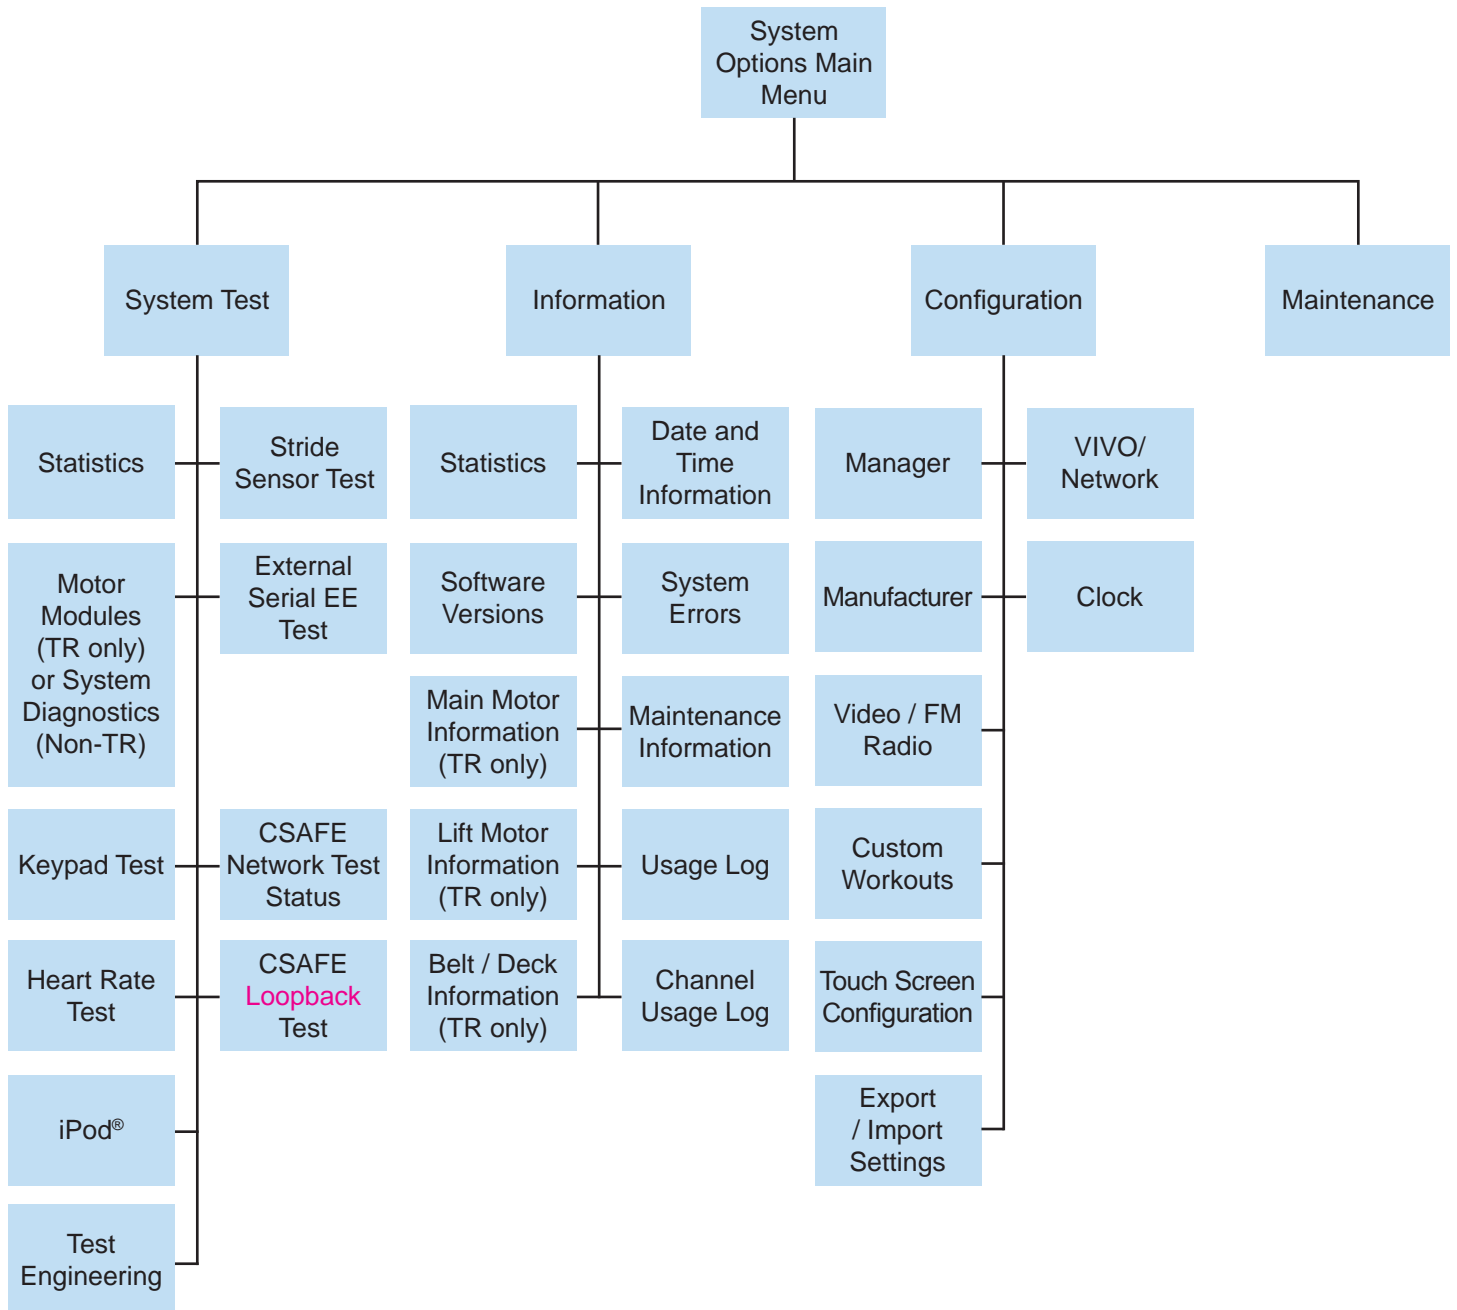 System
Options Main
Menu
System Test
Information
Configuration
Maintenance
Statistics
Stride
Sensor Test
Motor
Modules
(TR only)
or System
Diagnostics
(Non-TR)
External
Serial EE
Test
Keypad Test
CSAFE
Network Test
Status
Heart Rate
Test
CSAFE
Loopback
Test
iPod®
Test
Engineering
Statistics
Date and
Time
Information
Software
Versions
System
Errors
Main Motor
Information
(TR only)
Maintenance
Information
Lift Motor
Information
(TR only)
Usage Log
Belt / Deck
Information
(TR only)
Channel
Usage Log
Manager
VIVO/
Network
Manufacturer
Clock
Video / FM
Radio
Custom
Workouts
Touch Screen
Configuration
Export
/ Import
Settings